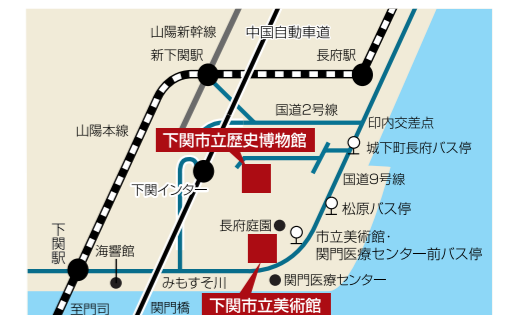 山陽新幹線
中国自動車道
新下関駅
長府駅
国道2号線
印内交差点
山陽本線
下関市立歴史博物館
城下町長府バス停
国道9号線
下関インター
松原バス停
長府庭園
下関駅
海響館
市立美術館・
関門医療センター前バス停
みもすそ川
関門医療センター
至門司
関門橋
下関市立美術館